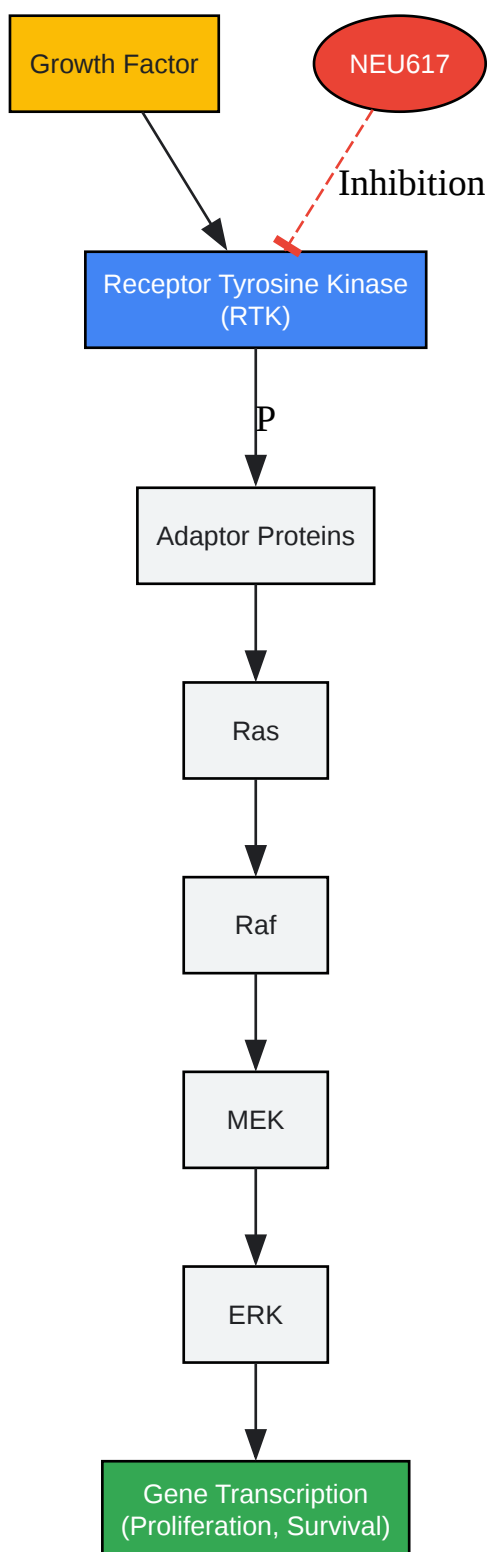 Growth Factor
NEU617
Inhibition
Receptor Tyrosine Kinase
(RTK)
P
Adaptor Proteins
Ras
Raf
MEK
ERK
Gene Transcription
(Proliferation, Survival)